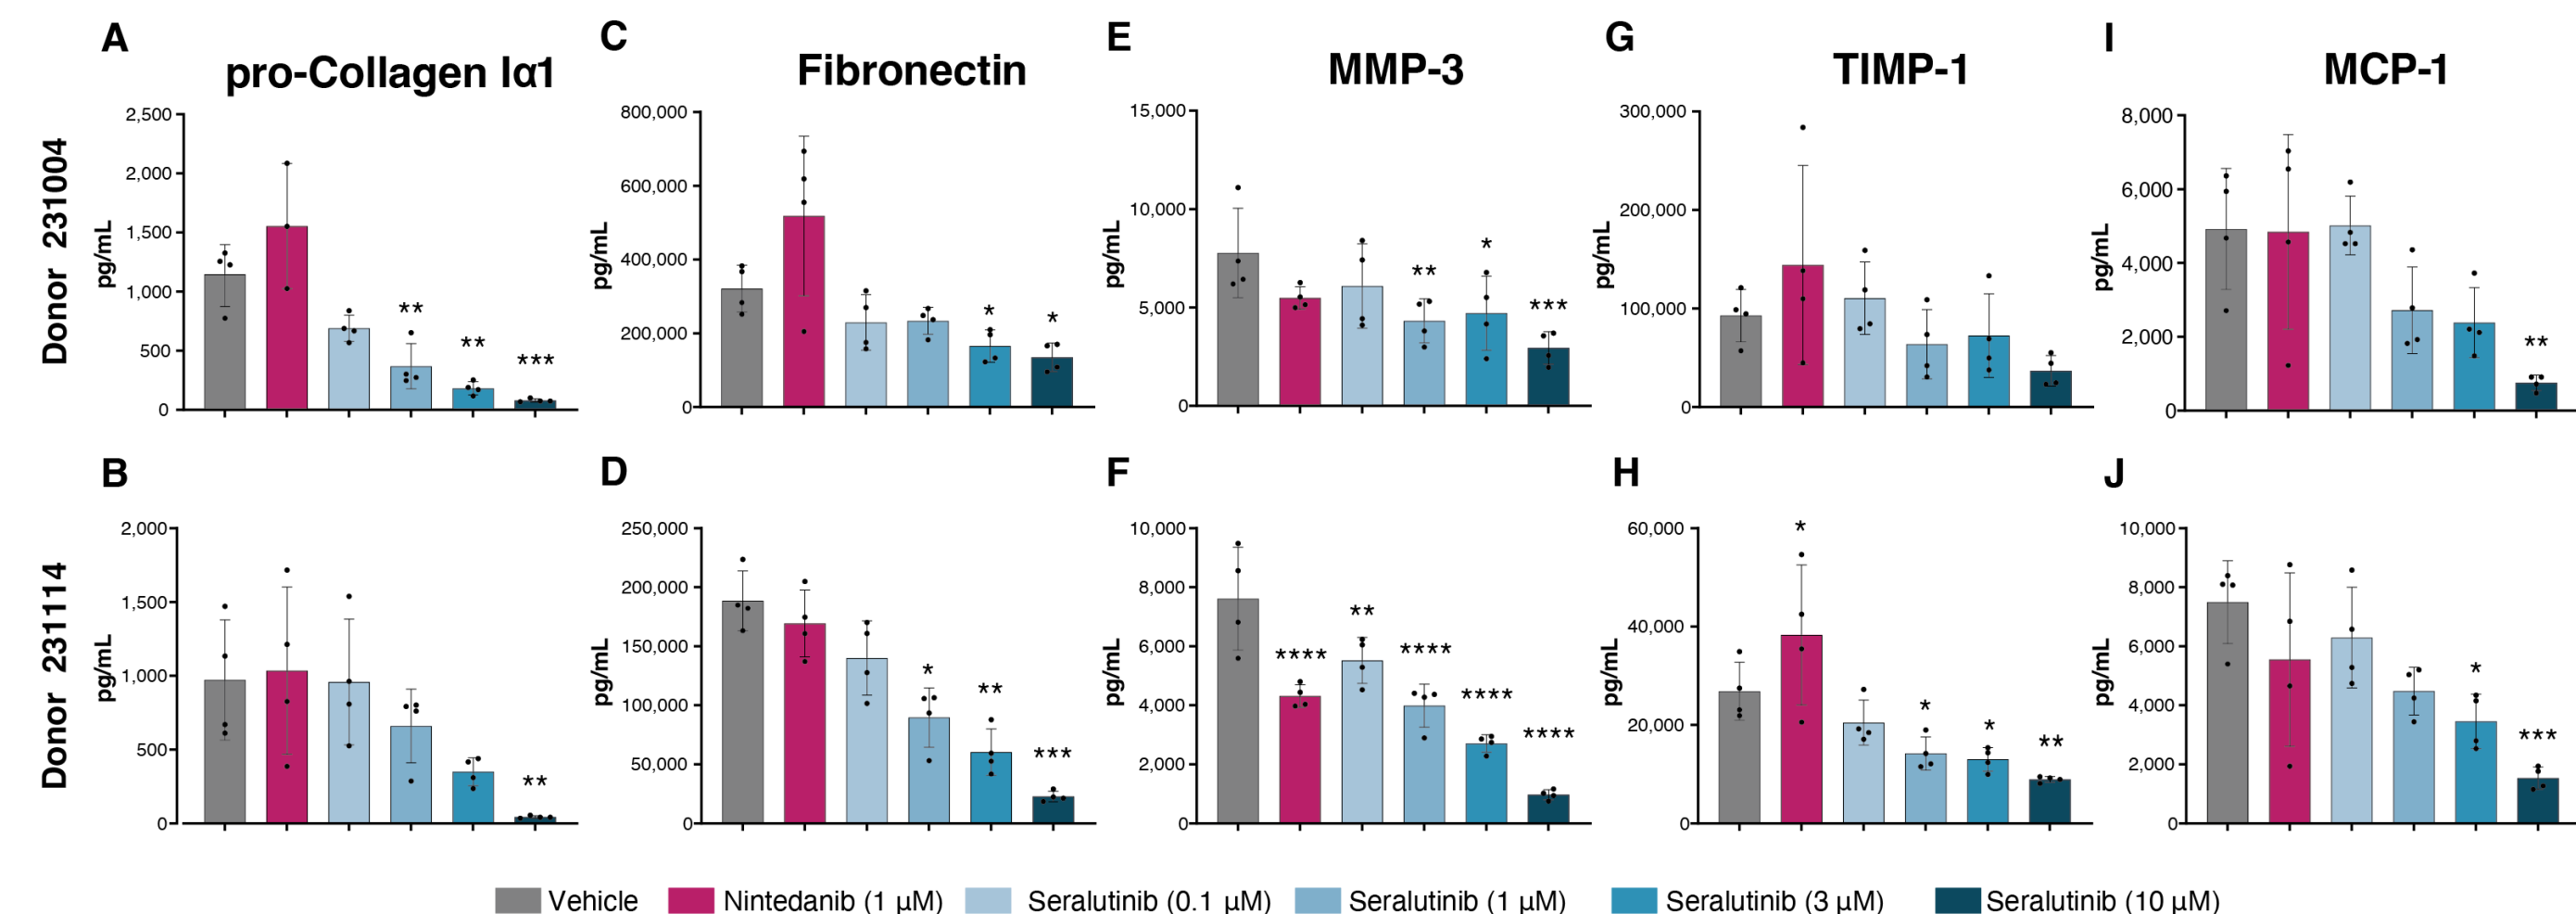 A
pro-Collagen Iα1
C
Fibronectin
E
MMP-3
G
TIMP-1
I
MCP-1
Donor 231004
pg/mL
2,500
2,000
1,500
1,000
500
0
**
**
***
pg/mL
800,000
600,000
400,000
200,000
0
*
*
pg/mL
15,000
10,000
5,000
0
**
*
***
pg/mL
300,000
200,000
100,000
0
pg/mL
8,000
6,000
4,000
2,000
0
**
B
D
F
H
J
Donor 231114
pg/mL
2,000
1,500
1,000
500
0
**
pg/mL
250,000
200,000
150,000
100,000
50,000
0
*
**
***
pg/mL
10,000
8,000
6,000
4,000
2,000
0
****
**
****
****
****
pg/mL
60,000
40,000
20,000
0
*
*
*
**
pg/mL
10,000
8,000
6,000
4,000
2,000
0
*
***
Vehicle Nintedanib (1 µM) Seralutinib (0.1 µM) Seralutinib (1 µM) Seralutinib (3 µM) Seralutinib (10 µM)